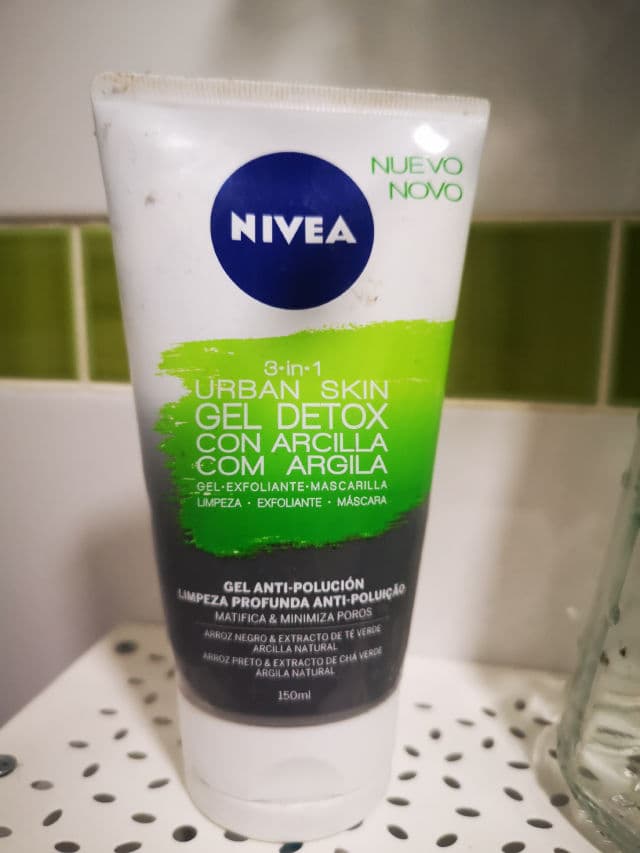 NUEVO
NOVO
NIVEA
3•in•1
URBAN SKIN
GEL DETOX
CON ARCILLA
COM ARGILA
GEL•EXFOLIANTE•MASCARILLA
LIMPEZA • EXFOLIANTE • MÁSCARA
GEL ANTI-POLUCIÓN
LIMPEZA PROFUNDA ANTI-POLUIÇÃO
MATIFICA & MINIMIZA POROS
ARROZ NEGRO & EXTRACTO DE TÉ VERDE
ARCILLA NATURAL
ARROZ PRETO & EXTRACTO DE CHÁ VERDE
ARGILA NATURAL
150ml